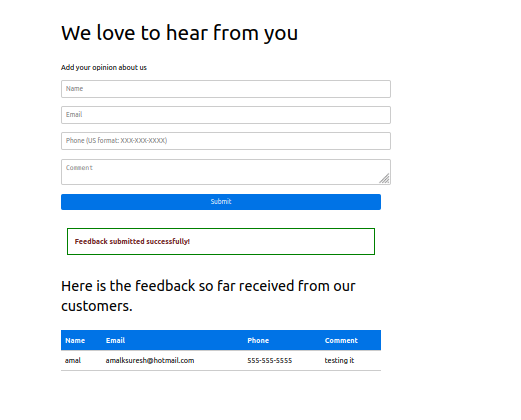 We love to hear from you
Add your opinion about us
Name
Email
Phone (US format: XXX-XXX-XXXX)
Comment
Submit
Feedback submitted successfully!
Here is the feedback so far received from our
customers.
Name Email Phone Comment
amal amalksuresh@hotmail.com 555-555-5555 testing it